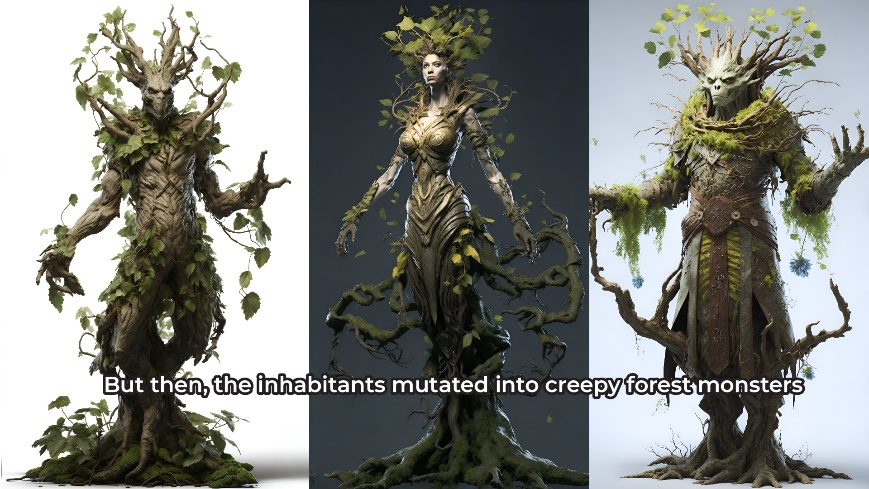 But then, the inhabitants mutated into creepy forest monsters